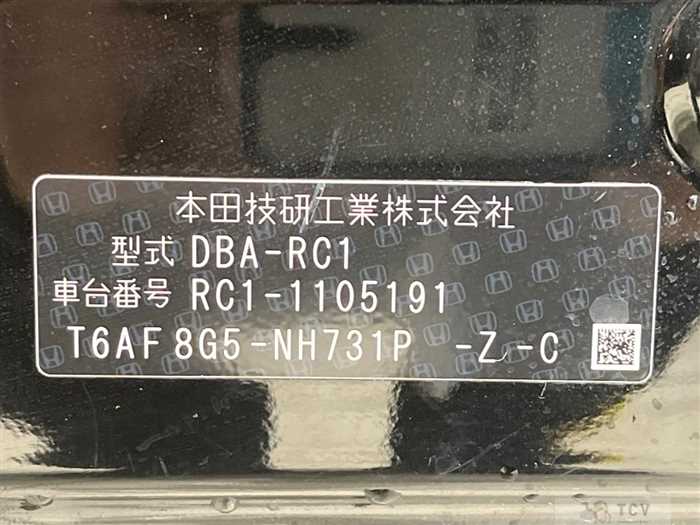 本田技研工業株式会社
型式 DBA-RC1
車台番号 RC1-1105191
T6AF 8G5-NH731P -Z-C
TCV